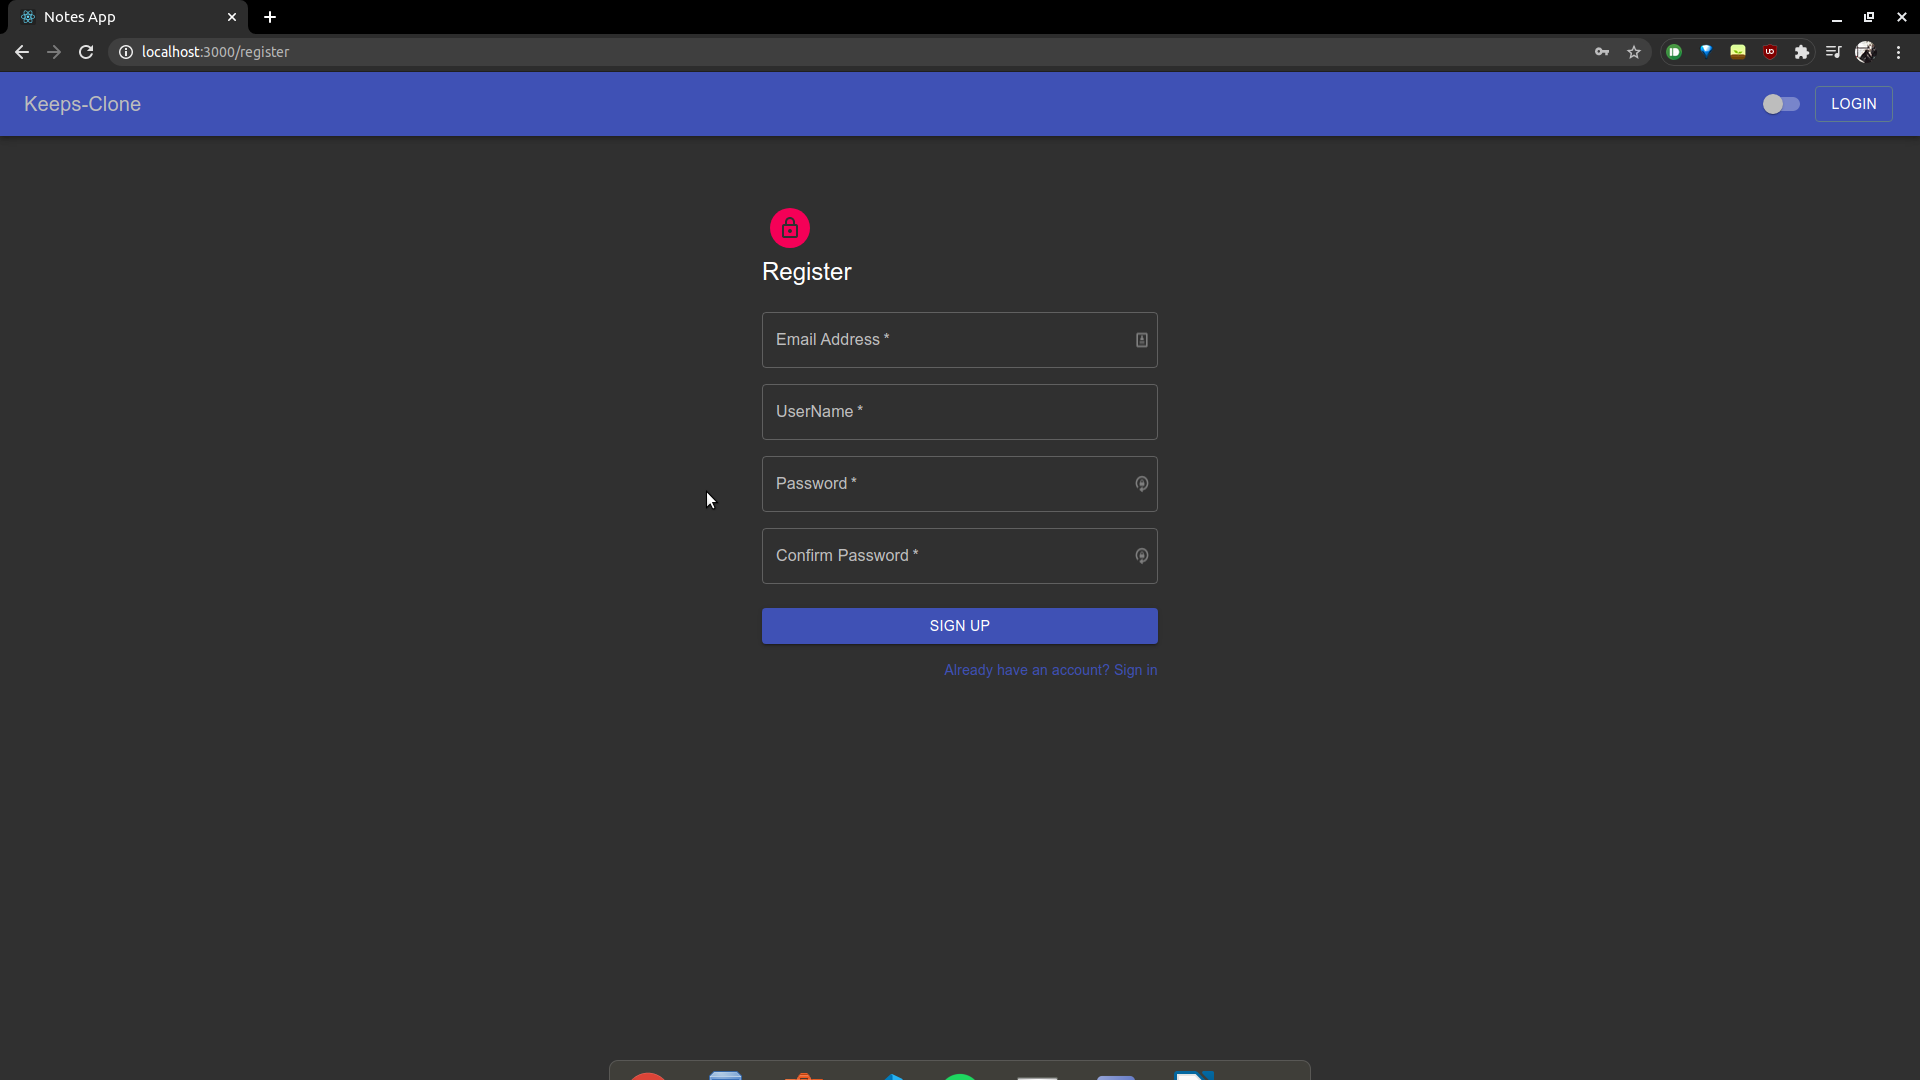 Notes App
localhost:3000/register
Keeps-Clone
LOGIN
Register
Email Address *
UserName *
Password *
Confirm Password *
SIGN UP
Already have an account? Sign in